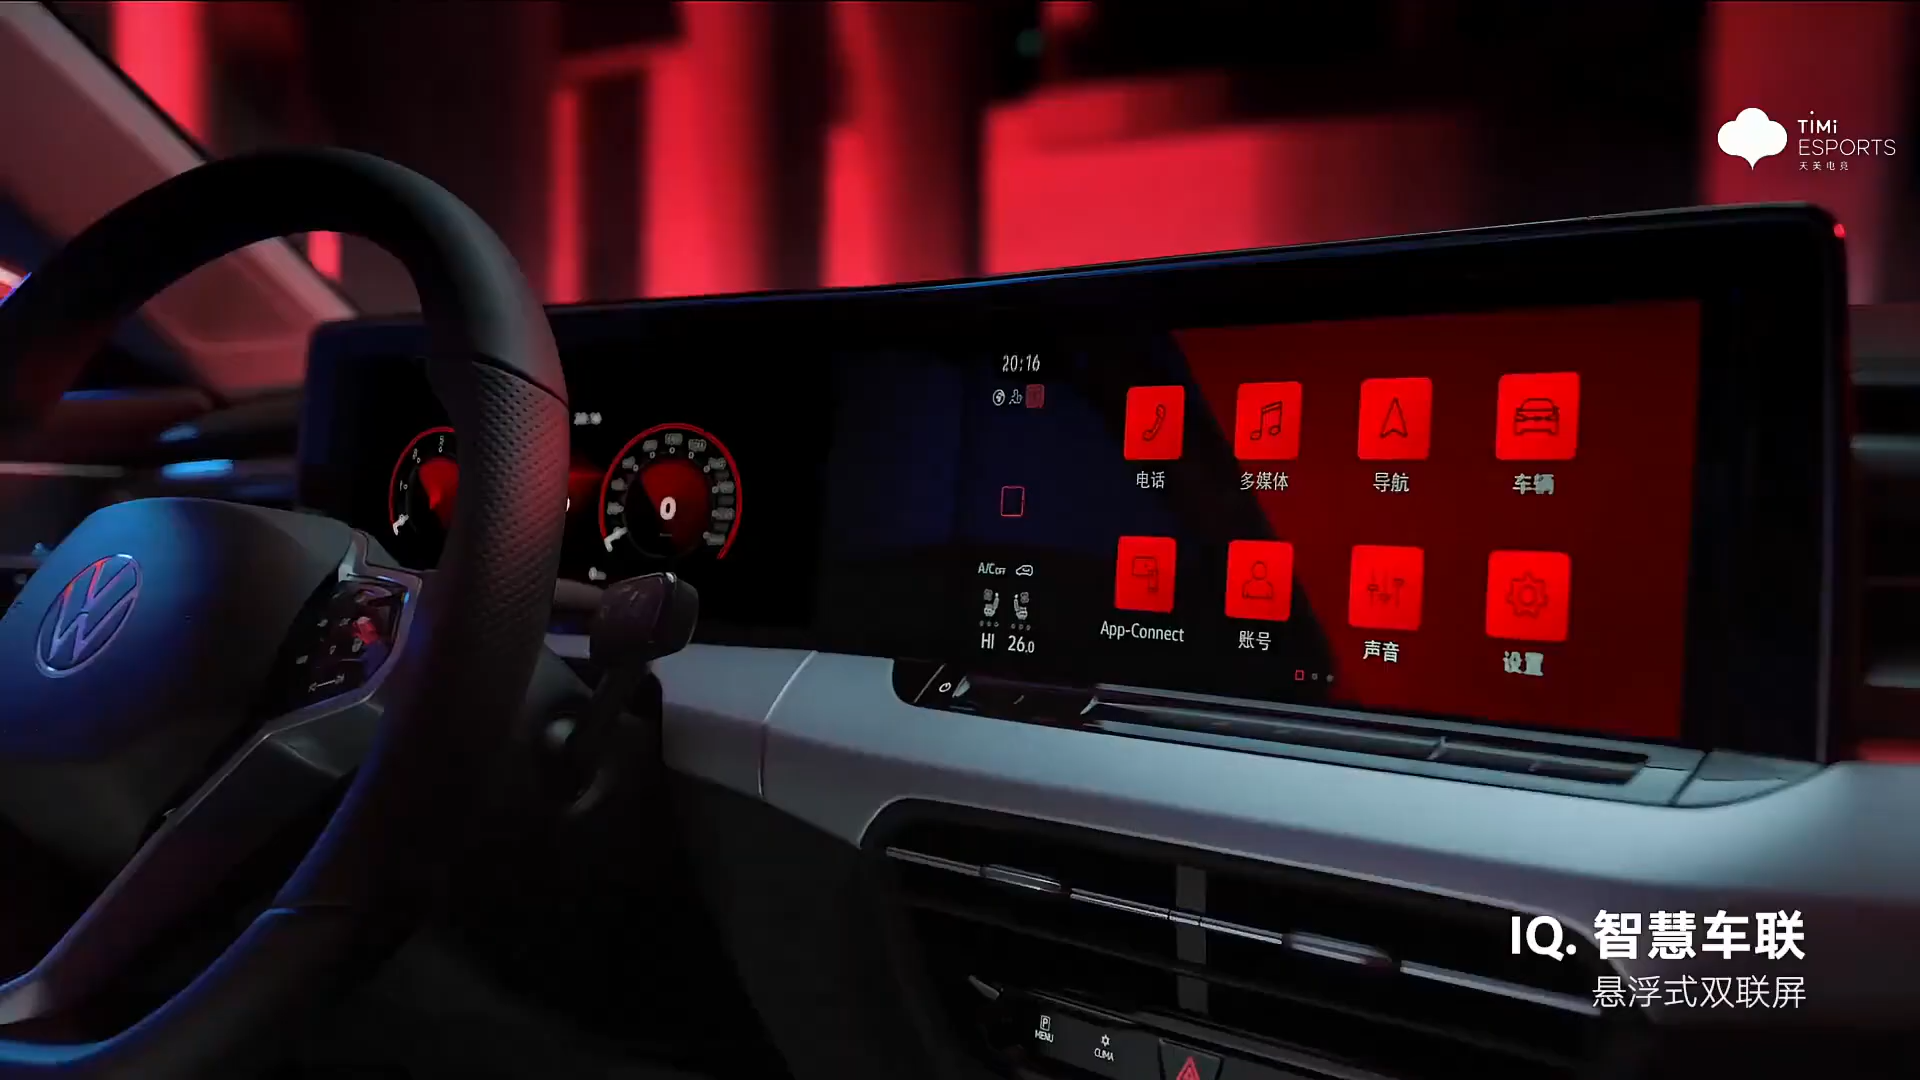 TiMi
ESPORTS
天美电竞
20:16
电话
多媒体
导航
车辆
0
A/C OFF
HI 26.0
App-Connect
账号
声音
设置
IQ. 智慧车联
悬浮式双联屏
MENU
CLIMA